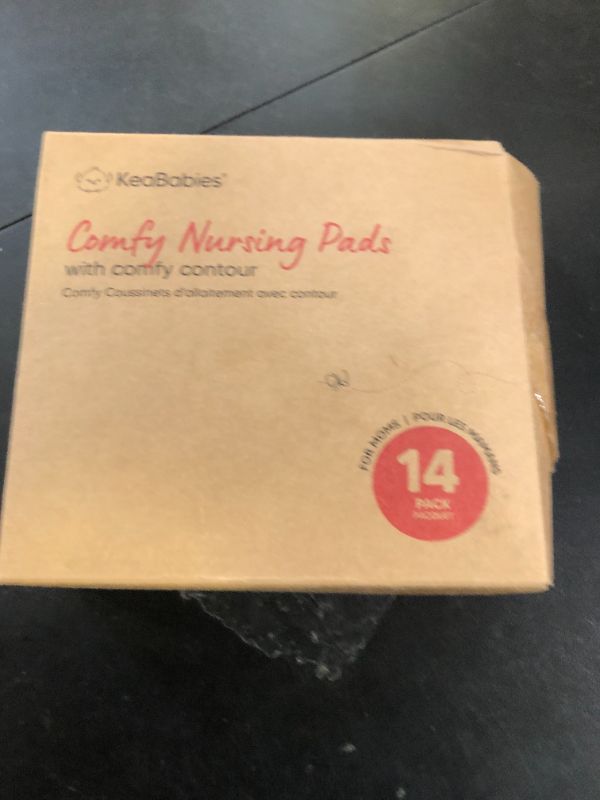 KeaBabies
Comfy Nursing Pads
with comfy contour
Comfy Coussinets d'allaitement avec contour
FOR MOMS | POUR LES MAMANS
14
PACK
PAQUET